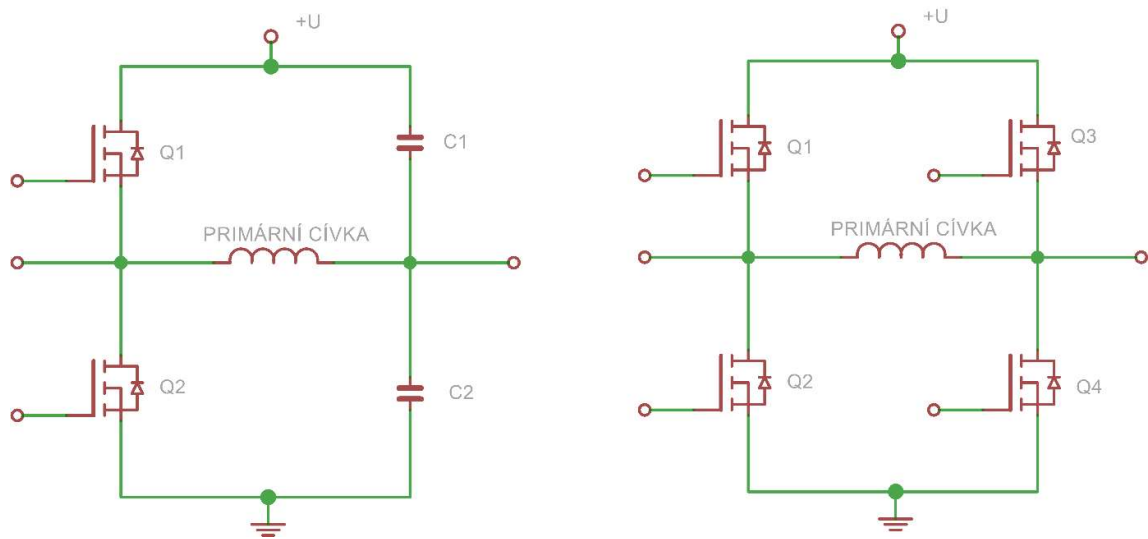 +U
Q1
C1
PRIMÁRNÍ CÍVKA
Q2
C2
+U
Q1
Q3
PRIMÁRNÍ CÍVKA
Q2
Q4